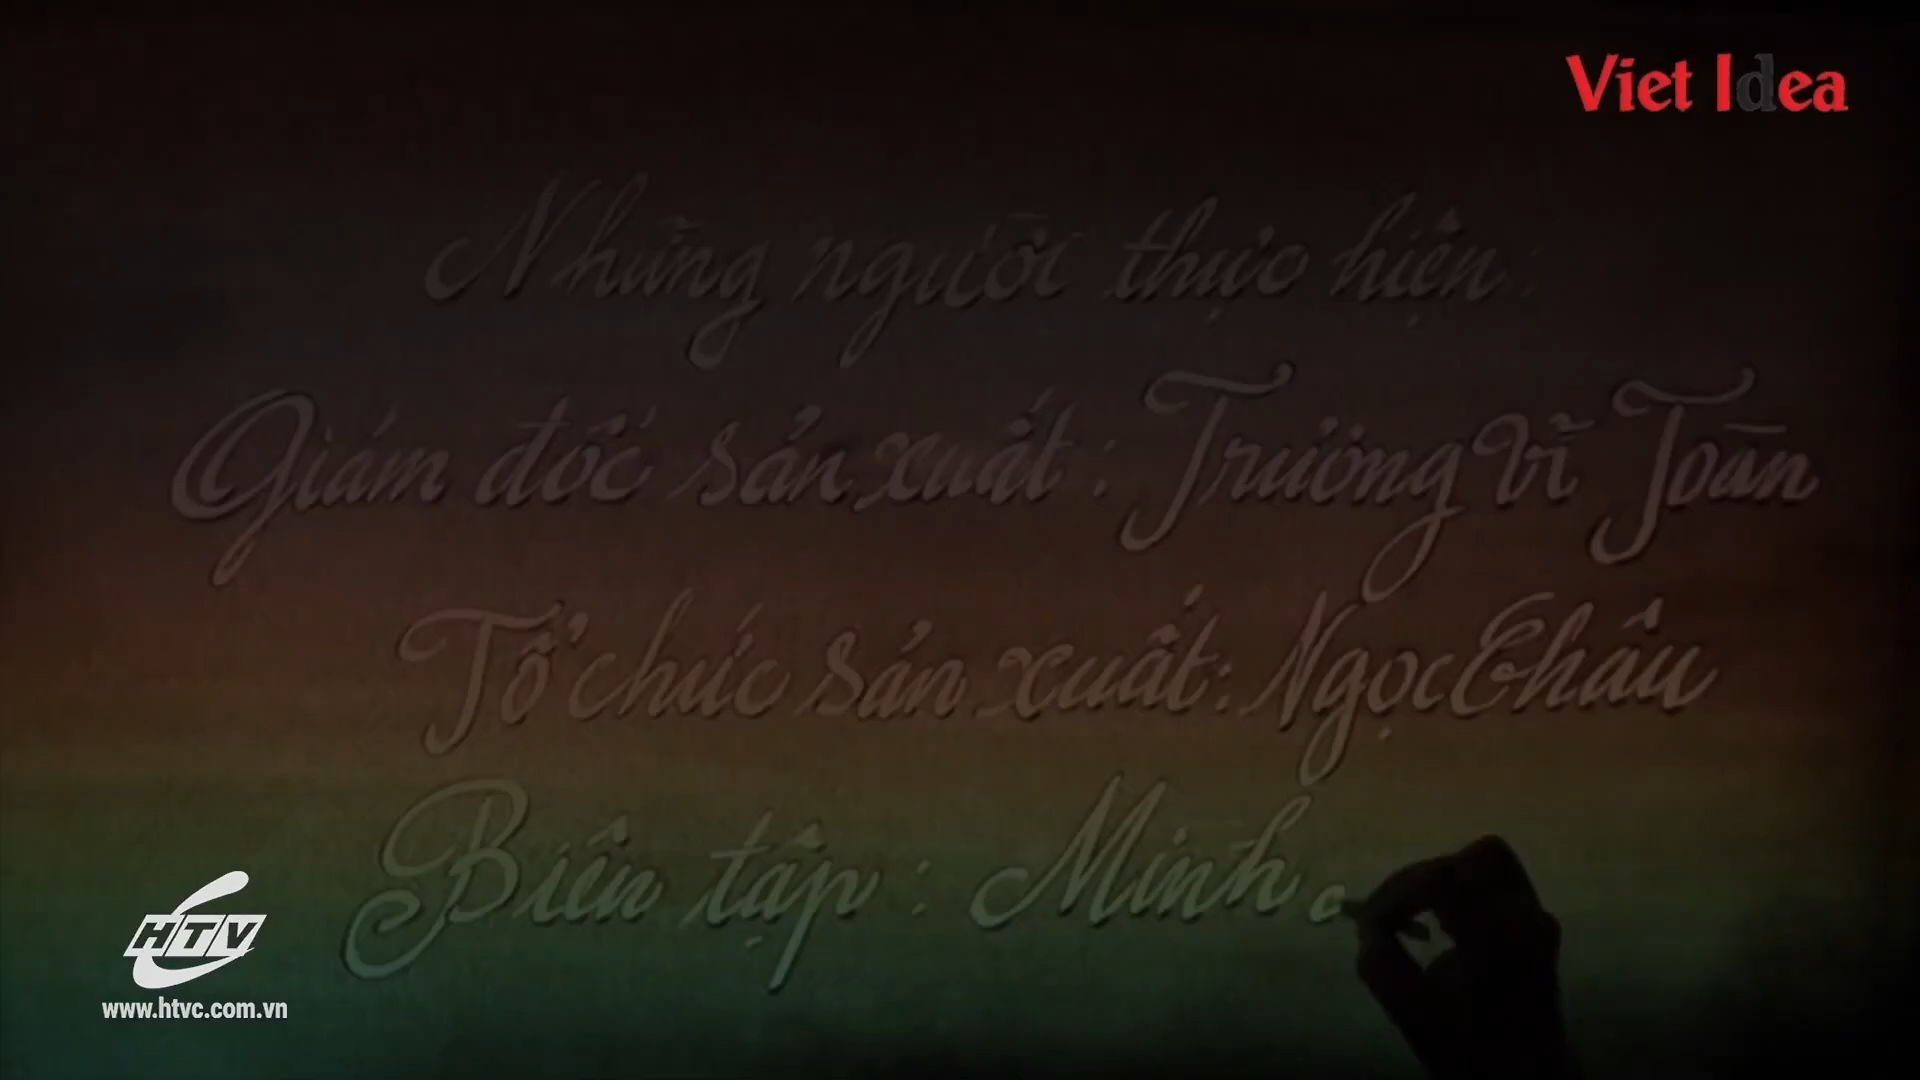 Viet Idea
Những người thực hiện:
Giám đốc sản xuất: Trương Vĩ Toàn
Tổ chức sản xuất: Ngọc Châu
Biên tập: Minh
HTV
www.htvc.com.vn